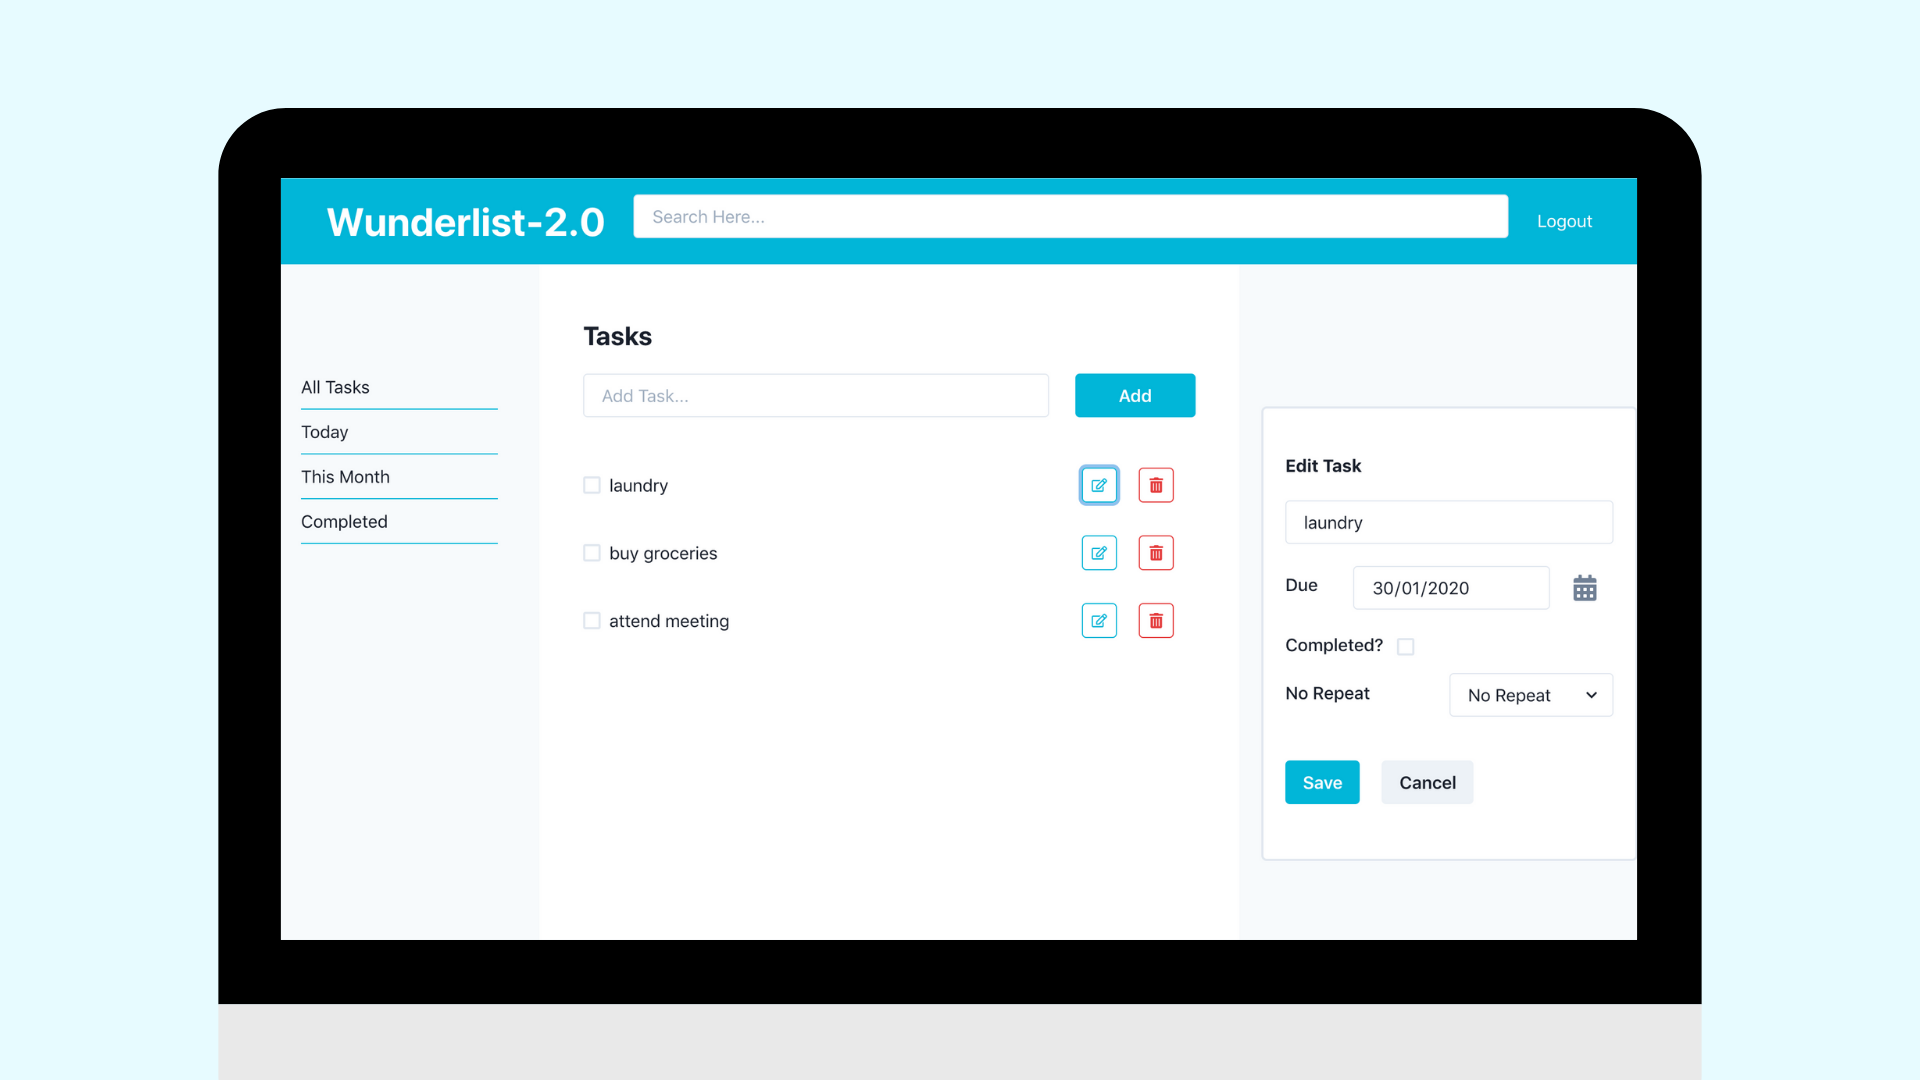 Wunderlist-2.0
Search Here...
Logout
All Tasks
Today
This Month
Completed
Tasks
Add Task...
Add
laundry
buy groceries
attend meeting
Edit Task
laundry
Due 30/01/2020
Completed?
No Repeat No Repeat
Save Cancel